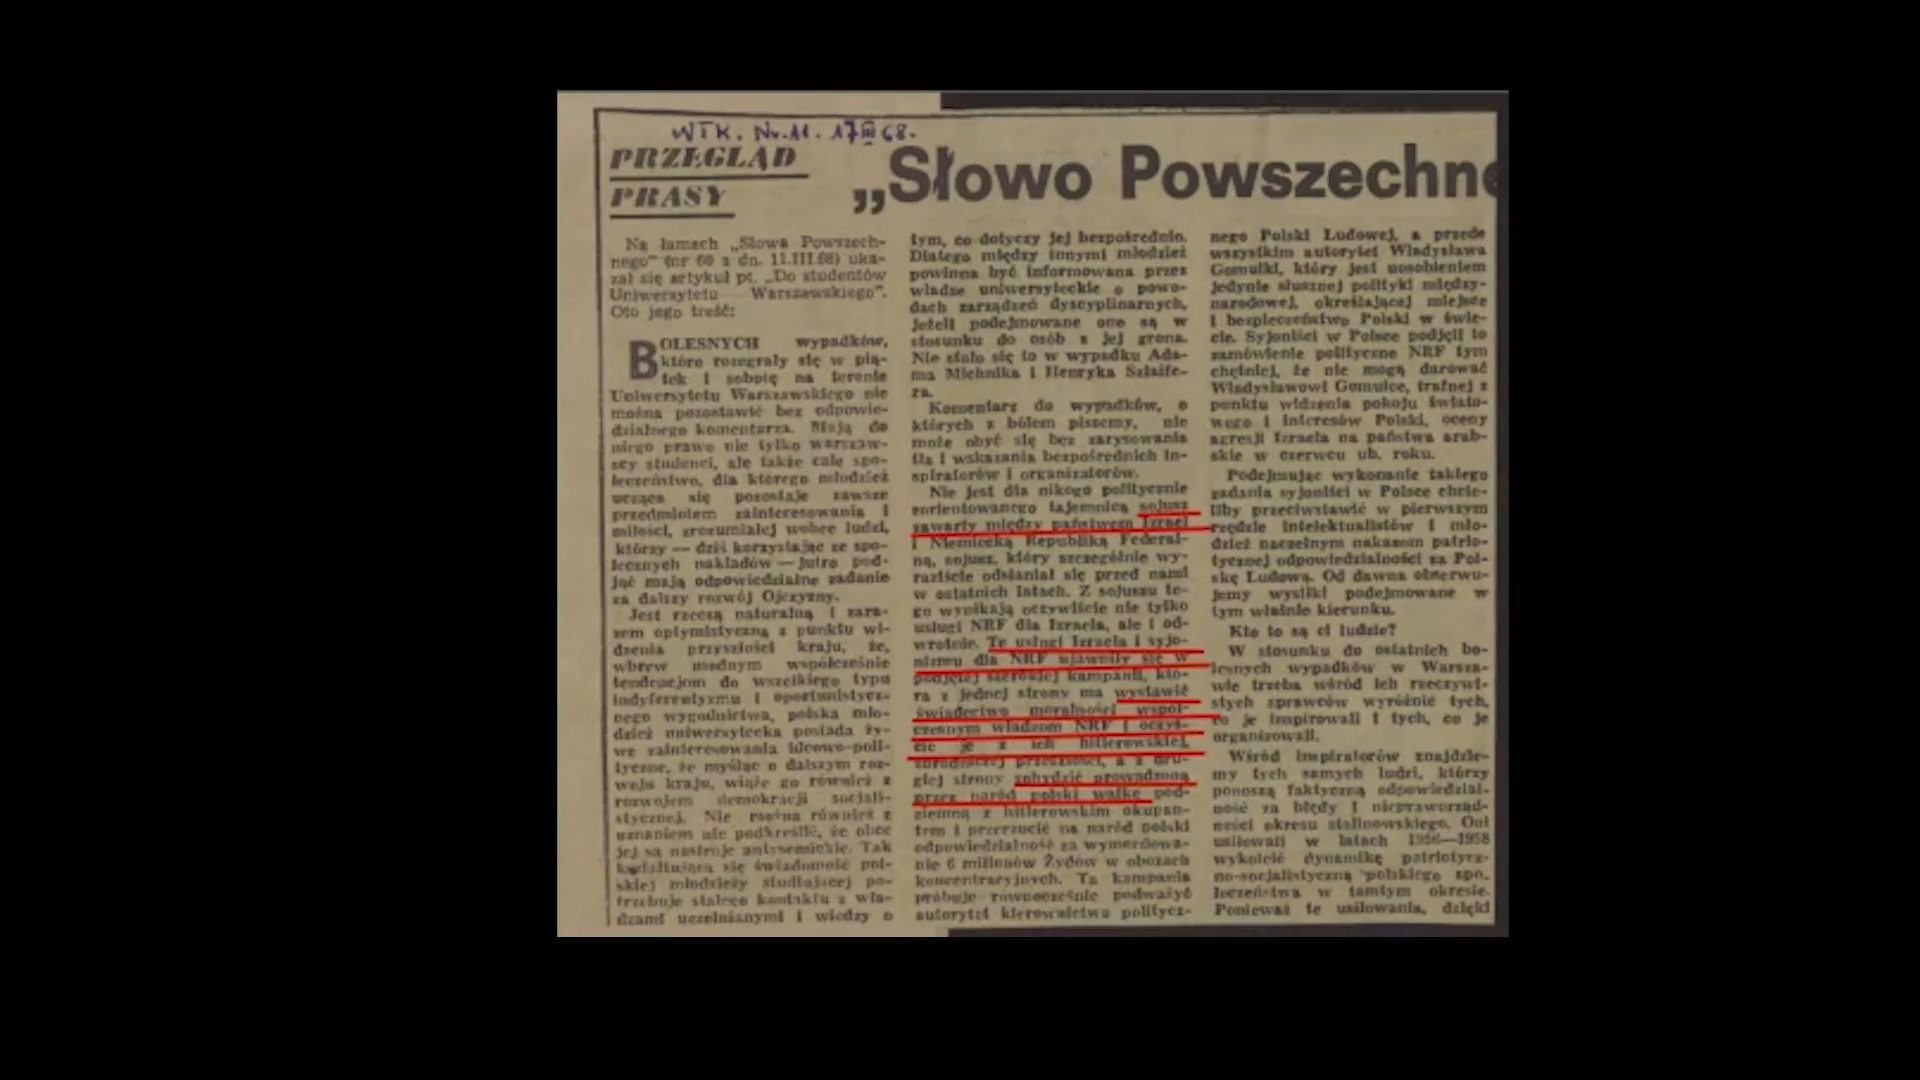 WTK. Nr.11. 17 III 68.
PRZEGLĄD
PRASY
„Słowo Powszechne
Na łamach „Słowa Powszech-
nego” (nr 60 z dn. 11.III.68) uka-
zał się artykuł pt. „Do studentów
Uniwersytetu Warszawskiego”.
Oto jego treść:
BOLESNYCH wypadków,
które rozegrały się w pią-
tek i sobotę na terenie
Uniwersytetu Warszawskiego nie
można pozostawić bez odpowie-
dzialnego komentarza. Mają do
niego prawo nie tylko warszaw-
scy studenci, ale także całe spo-
łeczeństwo, dla którego młodzież
ucząca się pozostaje zawsze
przedmiotem zainteresowania i
miłości, zrozumiałej wobec ludzi,
którzy — dziś korzystając ze spo-
łecznych nakładów — jutro pod-
jąć mają odpowiedzialne zadanie
za dalszy rozwój Ojczyzny.
Jest rzeczą naturalną i zara-
zem optymistyczną z punktu wi-
dzenia przyszłości kraju, że,
wbrew modnym współcześnie
tendencjom do wszelkiego typu
indyferentyzmu i oportunistycz-
nego wygodnictwa, polska mło-
dzież uniwersytecka posiada ży-
we zainteresowania ideowo-poli-
tyczne, że myśląc o dalszym roz-
woju kraju, wiąże go również z
rozwojem demokracji socjali-
stycznej. Nie można również z
uznaniem nie podkreślić, że obce
jej są nastroje antysemickie. Tak
kształtująca się świadomość pol-
skiej młodzieży studiującej po-
trzebuje stałego kontaktu z wła-
dzami uczelnianymi i wiedzy o
tym, co dotyczy jej bezpośrednio.
Dlatego między innymi młodzież
powinna być informowana przez
władze uniwersyteckie o powo-
dach zarządzeń dyscyplinarnych,
jeżeli podejmowane one są w
stosunku do osób z jej grona.
Nie stało się to w wypadku Ada-
ma Michnika i Henryka Szlajfe-
ra.
Komentarz do wypadków, o
których z bólem piszemy, nie
może obyć się bez zarysowania
tła i wskazania bezpośrednich in-
spiratorów i organizatorów.
Nie jest dla nikogo politycznie
zorientowanego tajemnicą sojusz
zawarty między państwem Izrael
i Niemiecką Republiką Federal-
ną, sojusz, który szczególnie wy-
raziście odsłaniał się przed nami
w ostatnich latach. Z sojuszu te-
go wynikają oczywiście nie tylko
usługi NRF dla Izraela, ale i od-
wrotnie. Te usługi Izraela i syjo-
nizmu dla NRF ujawniły się w
podjętej szerokiej kampanii, któ-
ra z jednej strony ma wystawić
świadectwo moralności współ-
czesnym władzom NRF i oczyś-
cić je z ich hitlerowskiej,
zbrodniczej przeszłości, a z dru-
giej strony zohydzić prowadzoną
przez naród polski walkę pod-
ziemną z hitlerowskim okupan-
tem i przerzucić na naród polski
odpowiedzialność za wymordowa-
nie 6 milionów Żydów w obozach
koncentracyjnych. Ta kampania
próbuje równocześnie podważyć
autorytet kierownictwa politycz-
nego Polski Ludowej, a przede
wszystkim autorytet Władysława
Gomułki, który jest uosobieniem
jedynie słusznej polityki między-
narodowej, określającej miejsce
i bezpieczeństwo Polski w świe-
cie. Syjoniści w Polsce podjęli to
zamówienie polityczne NRF tym
chętniej, że nie mogą darować
Władysławowi Gomułce, trafnej z
punktu widzenia pokoju świato-
wego i interesów Polski, oceny
agresji Izraela na państwa arab-
skie w czerwcu ub. roku.
Podejmując wykonanie takiego
zadania syjoniści w Polsce chcie-
liby przeciwstawić w pierwszym
rzędzie intelektualistów i mło-
dzież naczelnym nakazom patrio-
tycznej odpowiedzialności za Pol-
skę Ludową. Od dawna obserwu-
jemy wysiłki podejmowane w
tym właśnie kierunku.
Kto to są ci ludzie?
W stosunku do ostatnich bo-
lesnych wypadków w Warsza-
wie trzeba wśród ich rzeczywi-
stych sprawców wyróżnić tych,
co je inspirowali i tych, co je
organizowali.
Wśród inspiratorów znajdzie-
my tych samych ludzi, którzy
ponoszą faktyczną odpowiedzial-
ność za błędy i niepraworząd-
ności okresu stalinowskiego. Oni
usiłowali w latach 1956—1958
wykoleić dynamikę patriotycz-
no-socjalistyczną polskiego spo-
łeczeństwa w tamtym okresie.
Ponieważ te usiłowania, dzięki